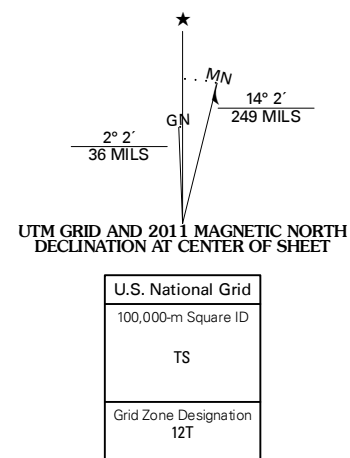 ★
MN
GN
14° 2´
249 MILS
2° 2´
36 MILS
UTM GRID AND 2011 MAGNETIC NORTH
DECLINATION AT CENTER OF SHEET
U.S. National Grid
100,000-m Square ID
TS
Grid Zone Designation
12T